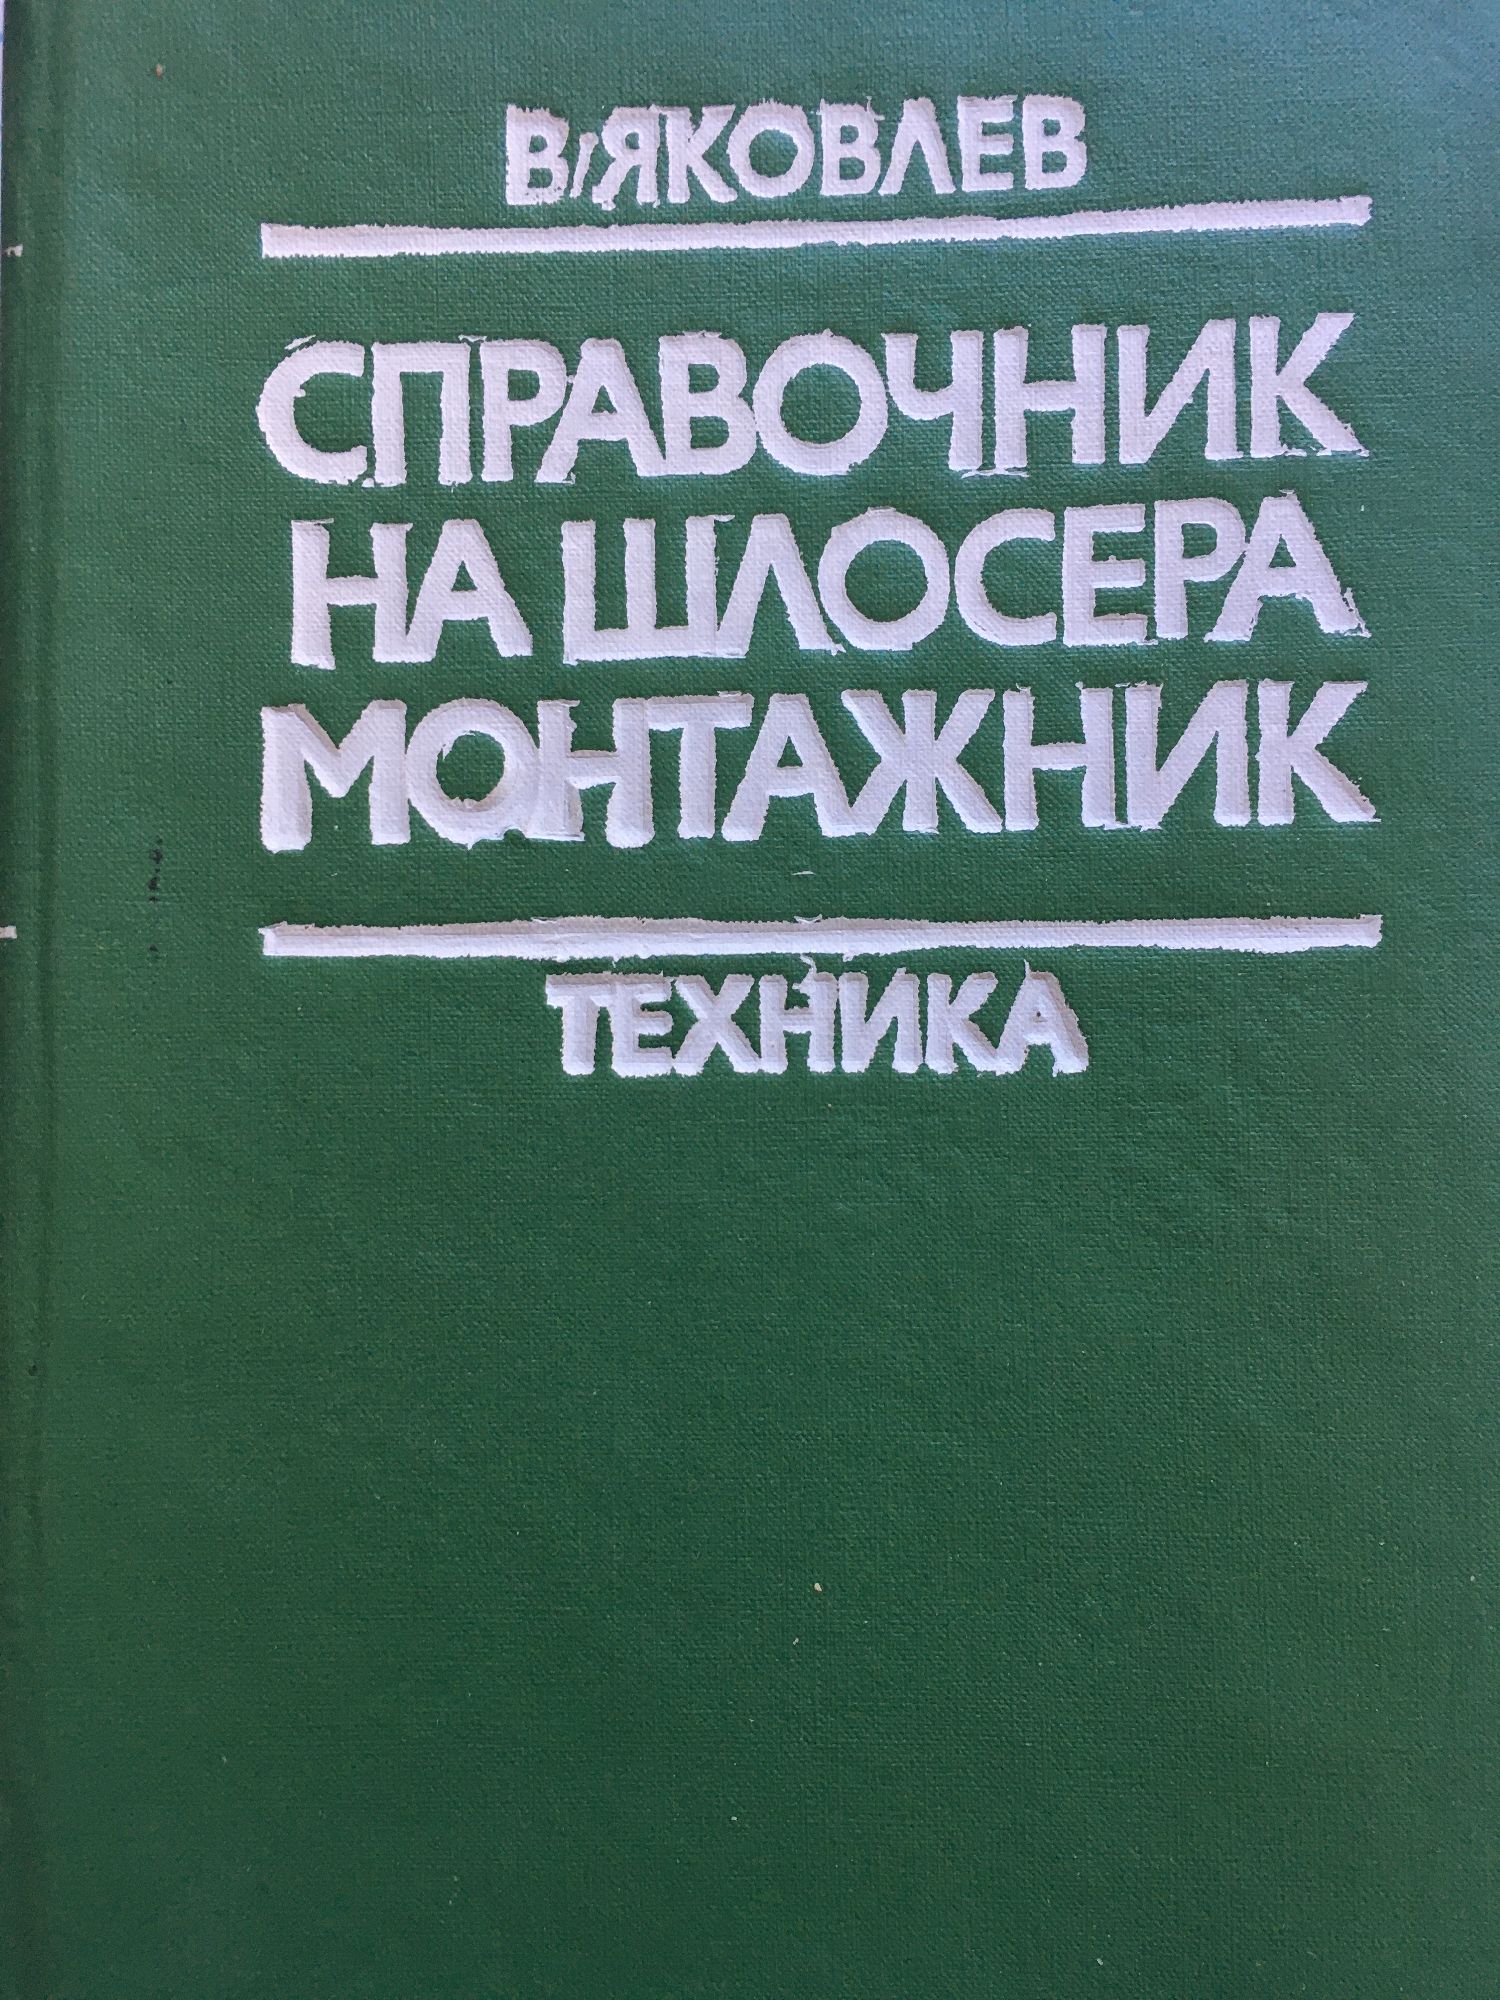 В. ЯКОВЛЕВ
СПРАВОЧНИК
НА ШЛОСЕРА
МОНТАЖНИК
ТЕХНИКА